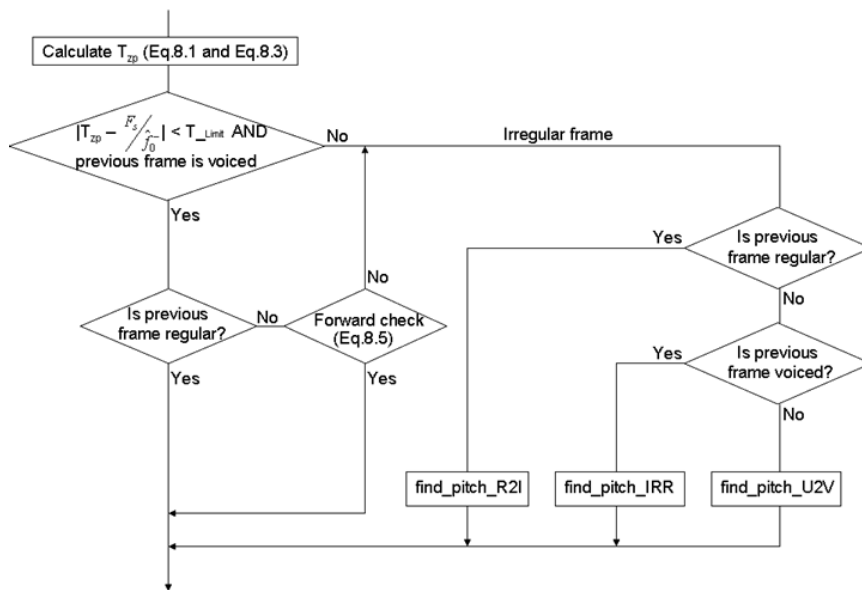 Calculate T_zp (Eq.8.1 and Eq.8.3)
|T_zp − F_s/f̂_0^-| < T_Limit AND
previous frame is voiced
No
Irregular frame
Yes
Is previous
frame regular?
Yes
No
Is previous
frame regular?
No
Yes
No
Forward check
(Eq.8.5)
Yes
Is previous
frame voiced?
Yes
No
find_pitch_R2I
find_pitch_IRR
find_pitch_U2V